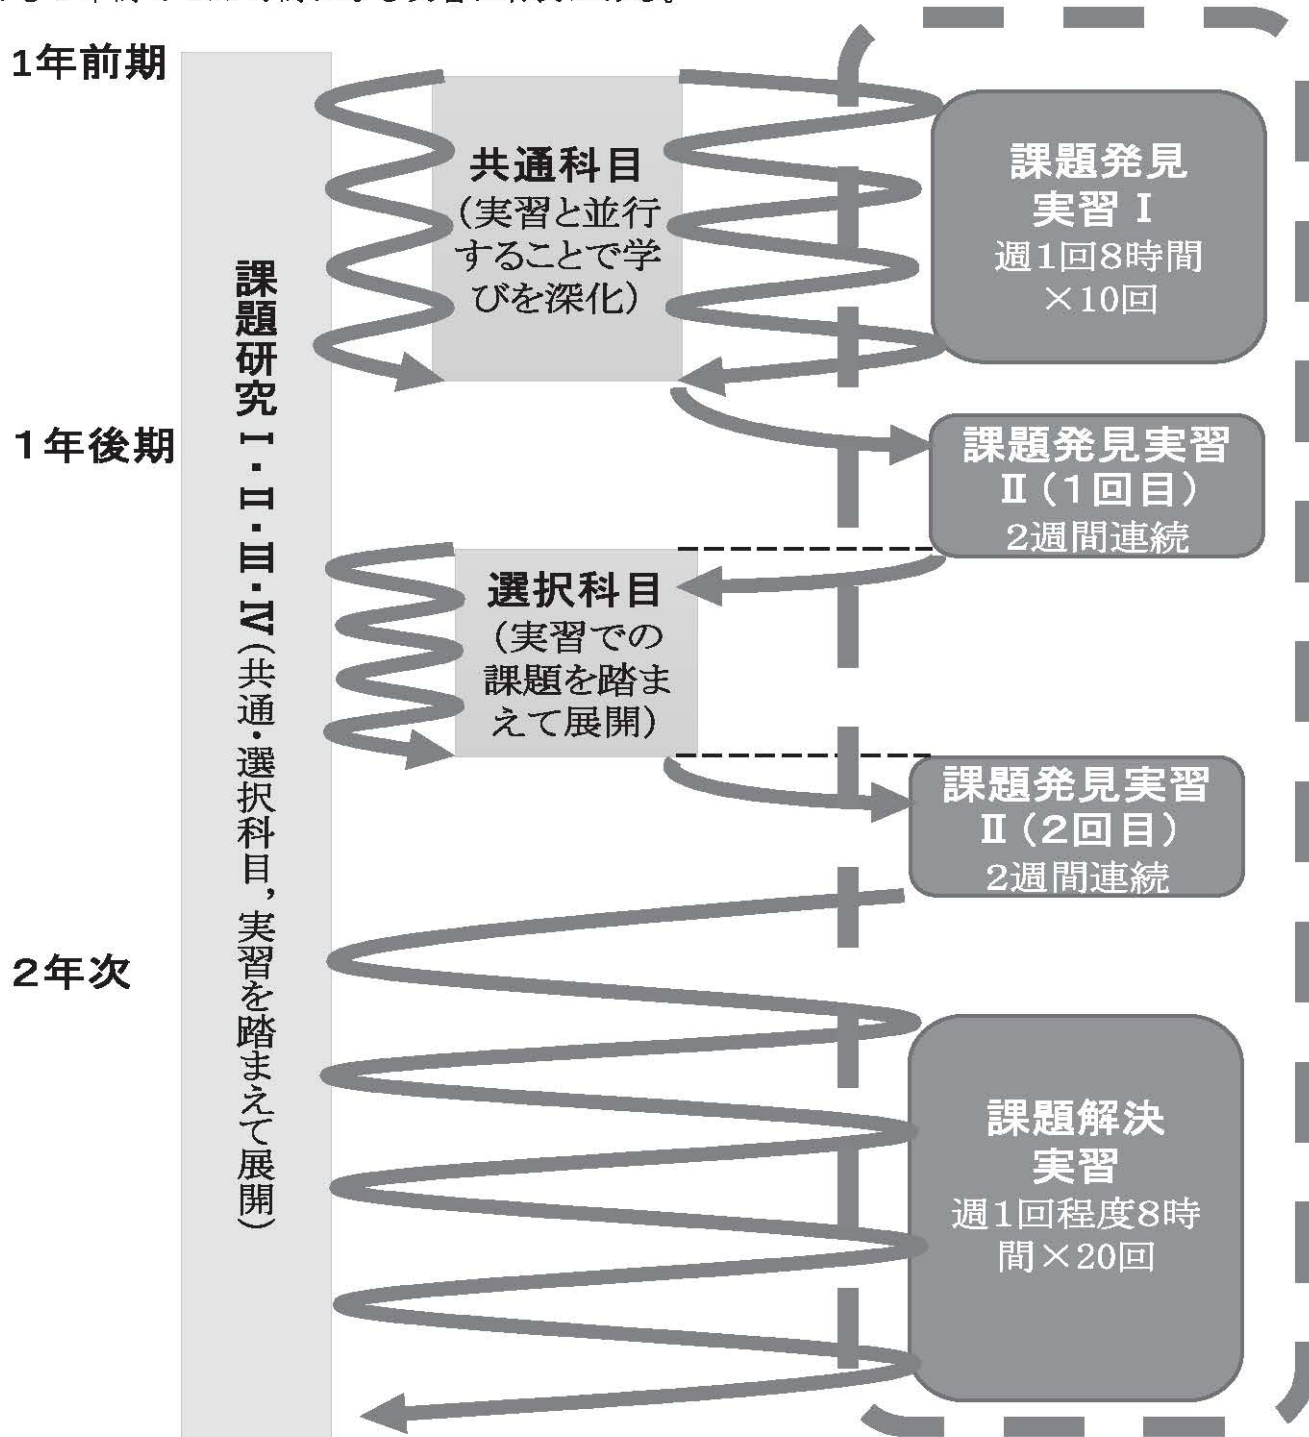 1年前期
共通科目
（実習と並行
することで学
びを深化）
課題発見
実習 Ⅰ
週1回8時間
×10回
課題研究Ⅰ・Ⅱ・Ⅲ・Ⅳ（共通・選択科目，実習を踏まえて展開）
1年後期
課題発見実習
Ⅱ（1回目）
2週間連続
選択科目
（実習での
課題を踏ま
えて展開）
課題発見実習
Ⅱ（2回目）
2週間連続
2年次
課題解決
実習
週1回程度8時
間×20回